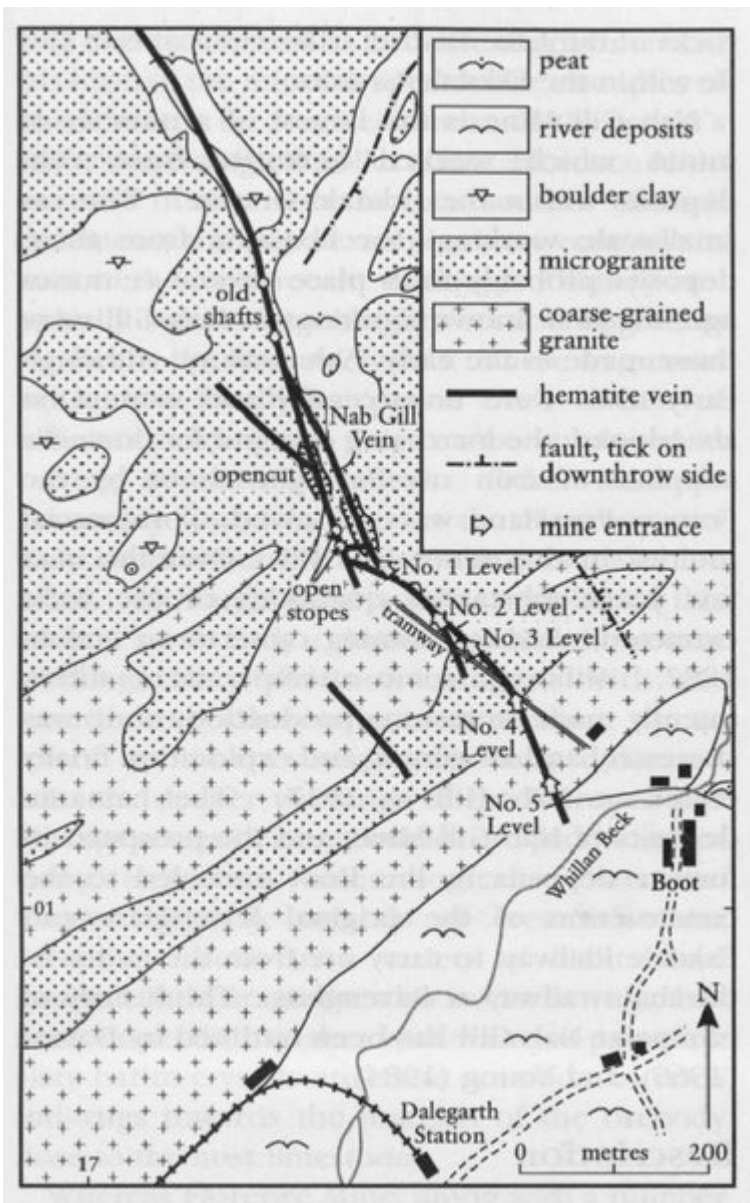 peat
river deposits
boulder clay
microgranite
coarse-grained
granite
hematite vein
fault, tick on
downthrow side
mine entrance
old
shafts
Nab Gill
Vein
opencut
No. 1 Level
open
stopes
No. 2 Level
tramway
No. 3 Level
No. 4
Level
No. 5
Level
Whillan Beck
Boot
01
N
Dalegarth
Station
17
0 metres 200